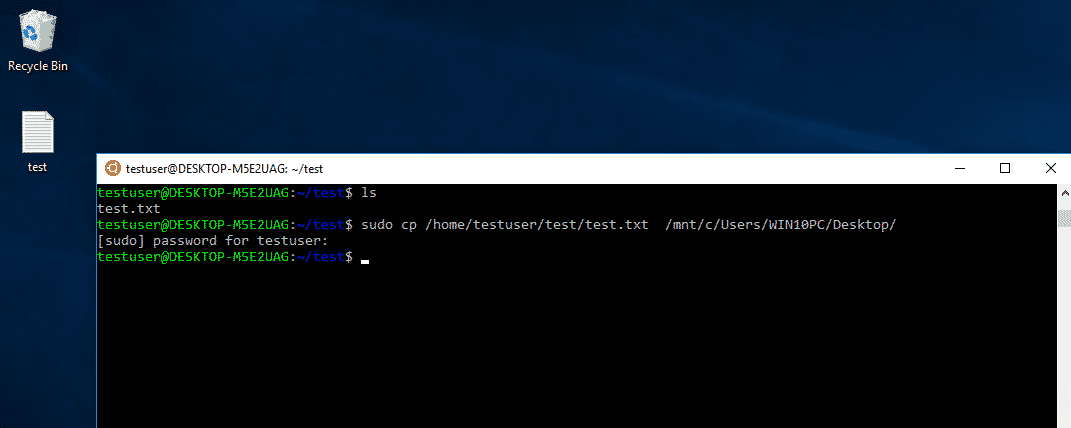 Recycle Bin
test
testuser@DESKTOP-M5E2UAG: ~/test
testuser@DESKTOP-M5E2UAG:~/test$ ls
test.txt
testuser@DESKTOP-M5E2UAG:~/test$ sudo cp /home/testuser/test/test.txt  /mnt/c/Users/WIN10PC/Desktop/
[sudo] password for testuser:
testuser@DESKTOP-M5E2UAG:~/test$